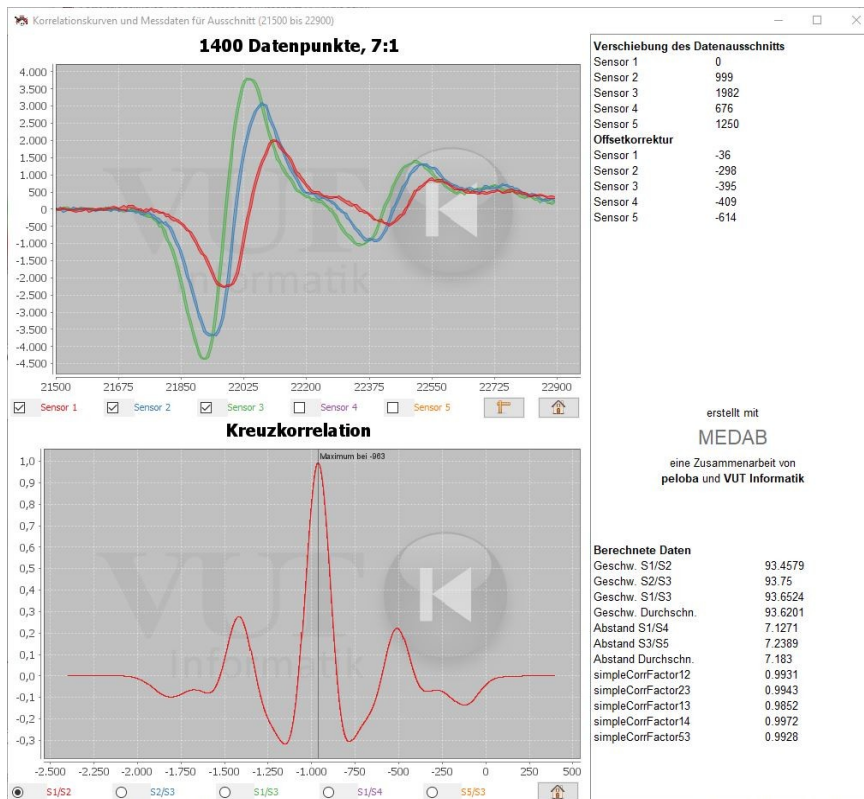 Korrelationskurven und Messdaten für Ausschnitt (21500 bis 22900)
1400 Datenpunkte, 7:1
4.000
3.500
3.000
2.500
2.000
1.500
1.000
500
0
-500
-1.000
-1.500
-2.000
-2.500
-3.000
-3.500
-4.000
-4.500
VUT
Informatik
21500 21675 21850 22025 22200 22375 22550 22725 22900
Sensor 1 Sensor 2 Sensor 3 Sensor 4 Sensor 5
Kreuzkorrelation
Maximum bei -963
1,0
0,9
0,8
0,7
0,6
0,5
0,4
0,3
0,2
0,1
0,0
-0,1
-0,2
-0,3
VUT
Informatik
-2.500 -2.250 -2.000 -1.750 -1.500 -1.250 -1.000 -750 -500 -250 0 250 500
S1/S2 S2/S3 S1/S3 S1/S4 S5/S3
Verschiebung des Datenausschnitts
Sensor 1 0
Sensor 2 999
Sensor 3 1982
Sensor 4 676
Sensor 5 1250
Offsetkorrektur
Sensor 1 -36
Sensor 2 -298
Sensor 3 -395
Sensor 4 -409
Sensor 5 -614
erstellt mit
MEDAB
eine Zusammenarbeit von
peloba und VUT Informatik
Berechnete Daten
Geschw. S1/S2 93.4579
Geschw. S2/S3 93.75
Geschw. S1/S3 93.6524
Geschw. Durchschn. 93.6201
Abstand S1/S4 7.1271
Abstand S3/S5 7.2389
Abstand Durchschn. 7.183
simpleCorrFactor12 0.9931
simpleCorrFactor23 0.9943
simpleCorrFactor13 0.9852
simpleCorrFactor14 0.9972
simpleCorrFactor53 0.9928